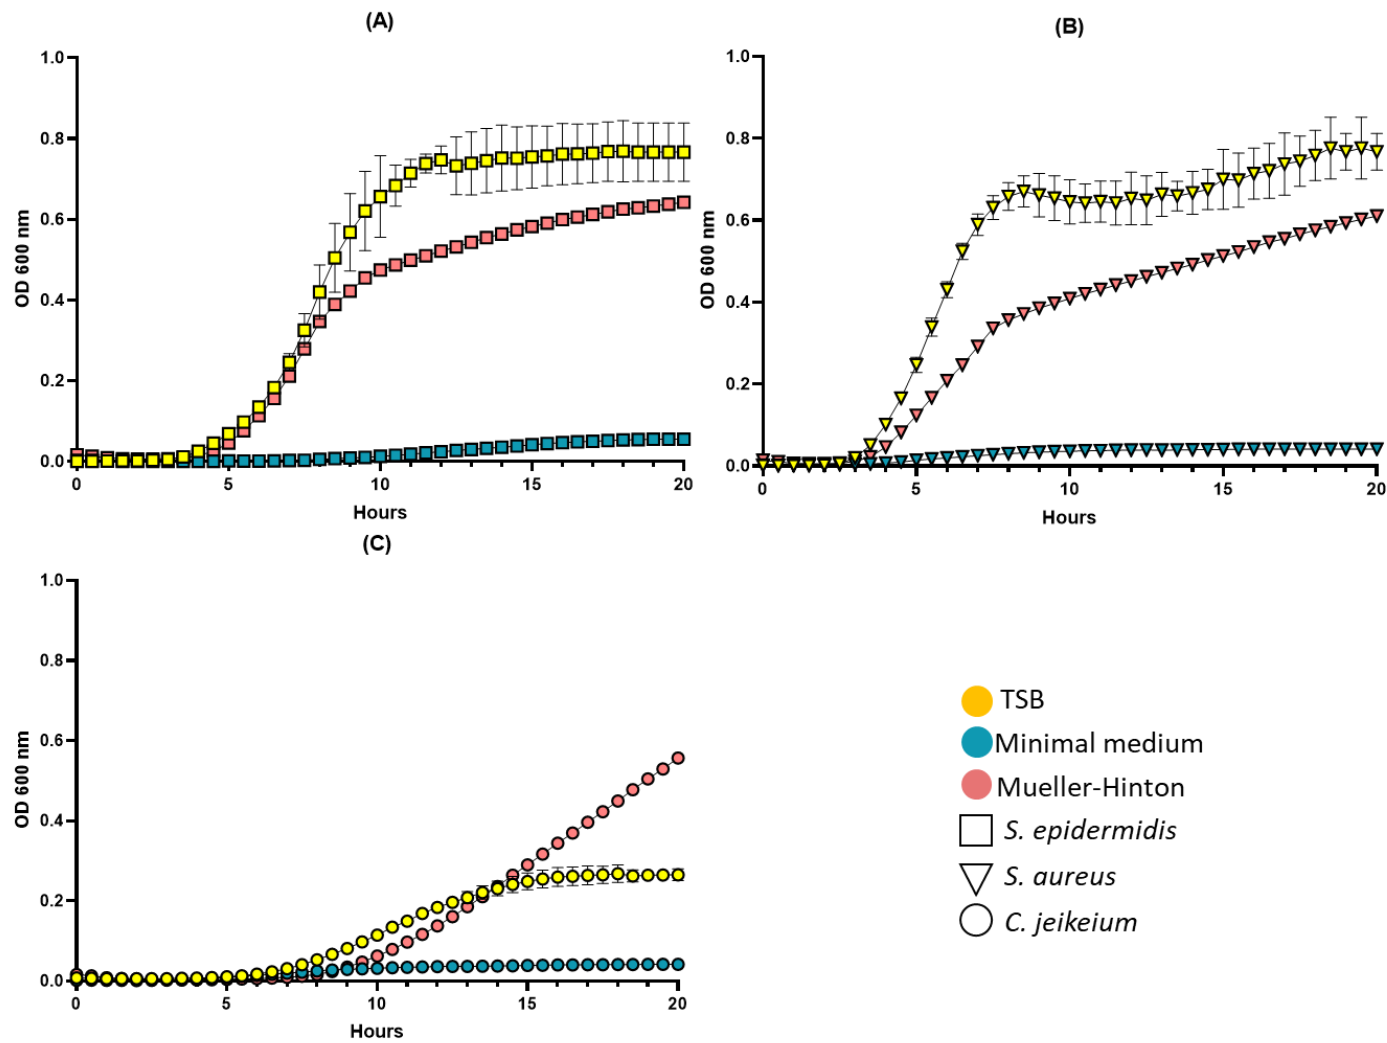 (A)
1.0
0.8
0.6
0.4
0.2
0.0
OD 600 nm
0 5 10 15 20
Hours
(B)
1.0
0.8
0.6
0.4
0.2
0.0
OD 600 nm
0 5 10 15 20
Hours
(C)
1.0
0.8
0.6
0.4
0.2
0.0
OD 600 nm
0 5 10 15 20
Hours
TSB
Minimal medium
Mueller-Hinton
S. epidermidis
S. aureus
C. jeikeium